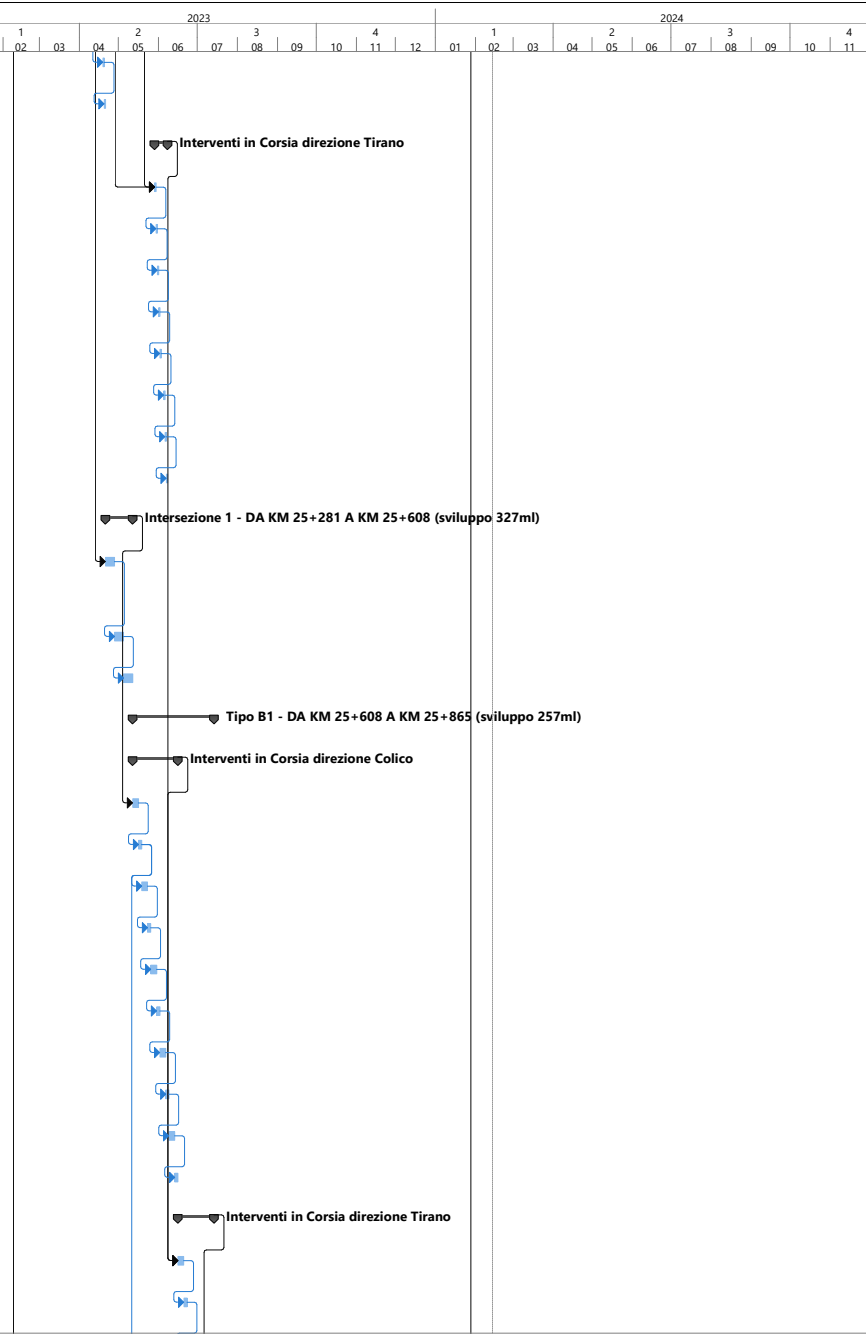 2023 2024
1 2 3 4 1 2 3 4
02 03 04 05 06 07 08 09 10 11 12 01 02 03 04 05 06 07 08 09 10 11
Interventi in Corsia direzione Tirano
Intersezione 1 - DA KM 25+281 A KM 25+608 (sviluppo 327ml)
Tipo B1 - DA KM 25+608 A KM 25+865 (sviluppo 257ml)
Interventi in Corsia direzione Colico
Interventi in Corsia direzione Tirano